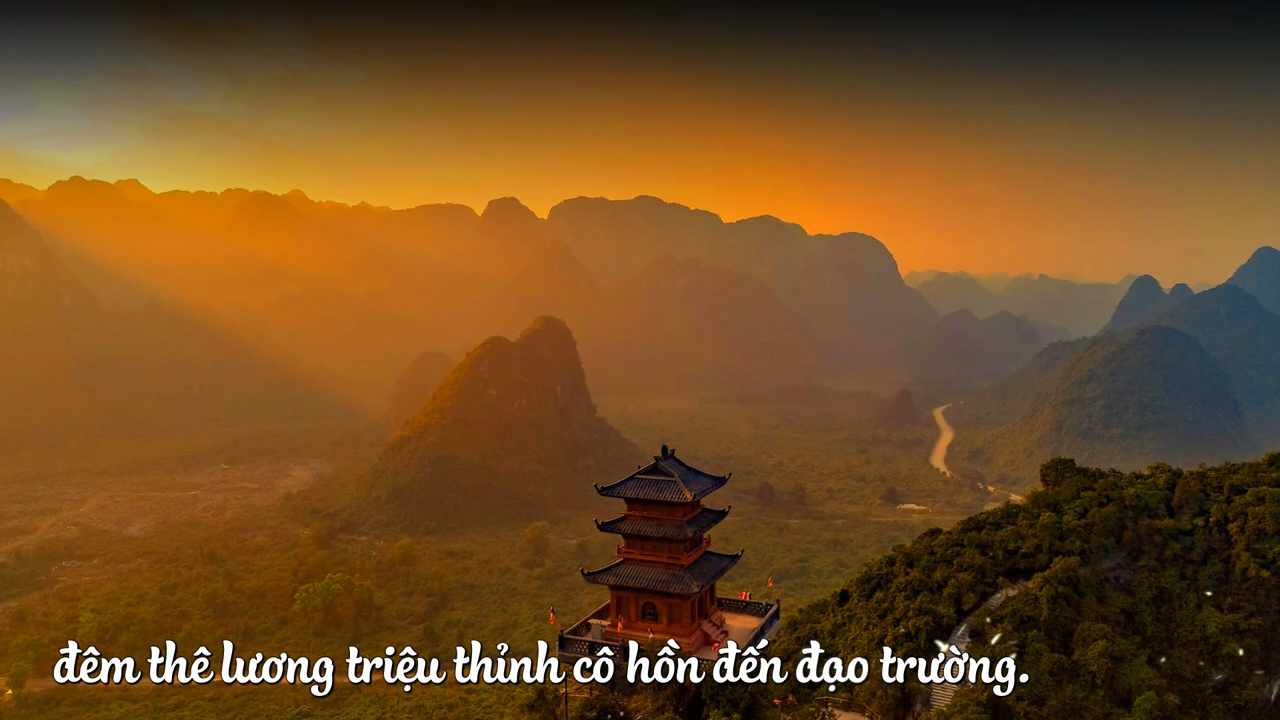 đêm thê lương triệu thỉnh cô hồn đến đạo trường.